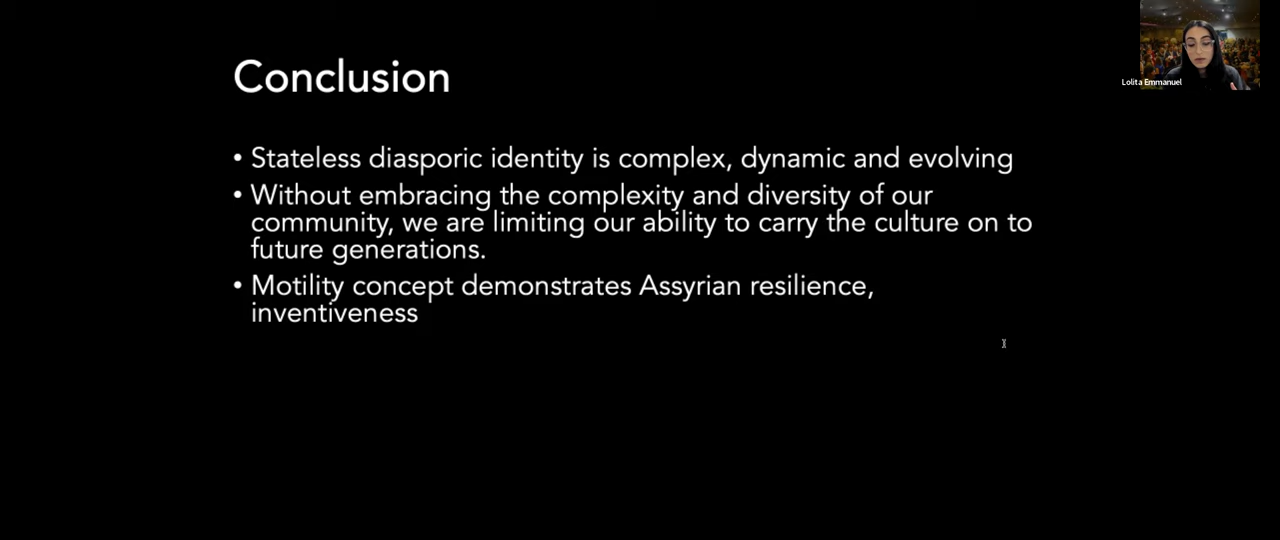 Conclusion
Lolita Emmanuel
• Stateless diasporic identity is complex, dynamic and evolving
• Without embracing the complexity and diversity of our
community, we are limiting our ability to carry the culture on to
future generations.
• Motility concept demonstrates Assyrian resilience,
inventiveness